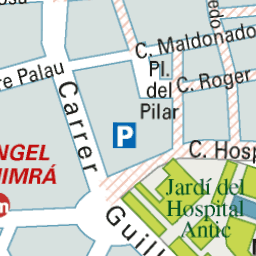 C. Maldonado
re Palau
Pl.
del
Pilar
C. Roger
Carrer
P
NGEL
IMRÁ
C. Hosp
Jardí del
Hospital
Antic
Guill